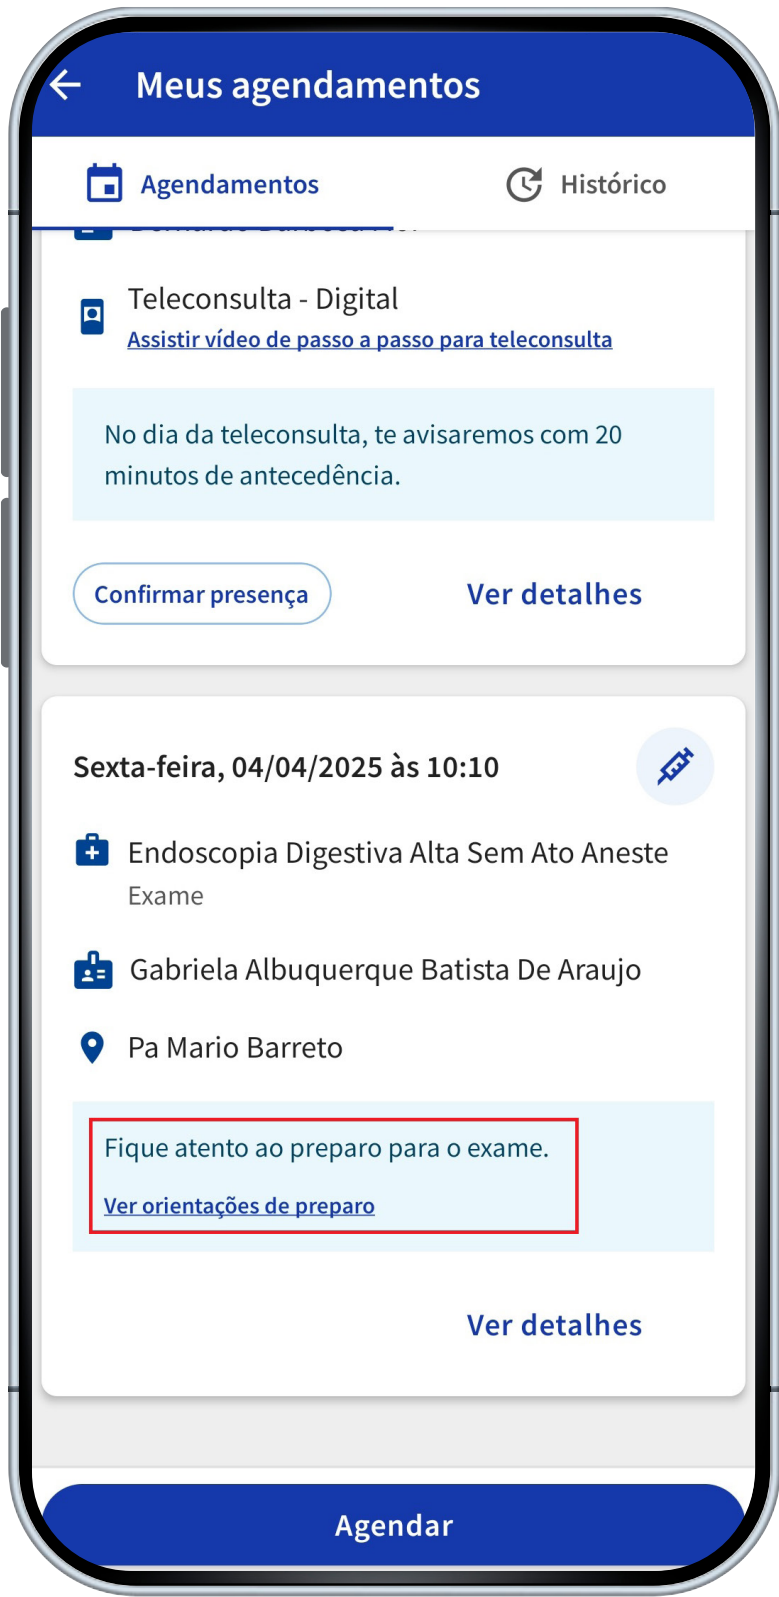 Meus agendamentos
Agendamentos
Histórico
Teleconsulta - Digital
Assistir vídeo de passo a passo para teleconsulta
No dia da teleconsulta, te avisaremos com 20
minutos de antecedência.
Confirmar presença
Ver detalhes
Sexta-feira, 04/04/2025 às 10:10
Endoscopia Digestiva Alta Sem Ato Aneste
Exame
Gabriela Albuquerque Batista De Araujo
Pa Mario Barreto
Fique atento ao preparo para o exame.
Ver orientações de preparo
Ver detalhes
Agendar